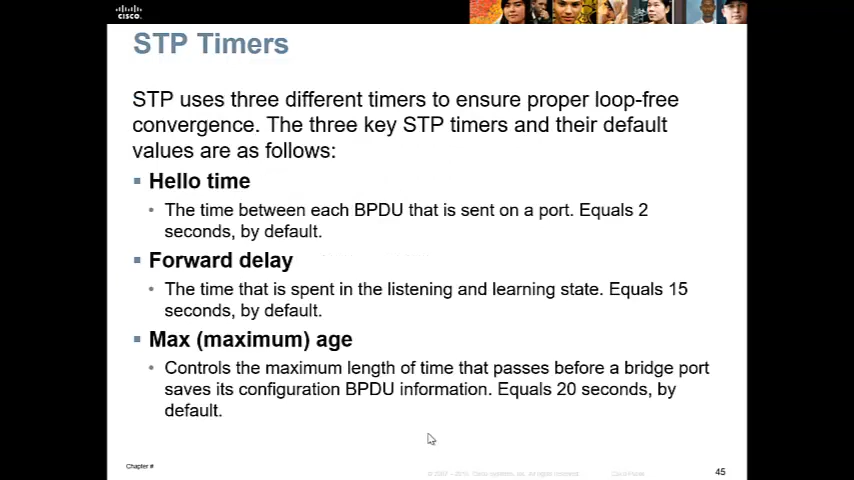 CISCO.
STP Timers
STP uses three different timers to ensure proper loop-free
convergence. The three key STP timers and their default
values are as follows:
Hello time
The time between each BPDU that is sent on a port. Equals 2
seconds, by default.
Forward delay
The time that is spent in the listening and learning state. Equals 15
seconds, by default.
Max (maximum) age
Controls the maximum length of time that passes before a bridge port
saves its configuration BPDU information. Equals 20 seconds, by
default.
Chapter #
45